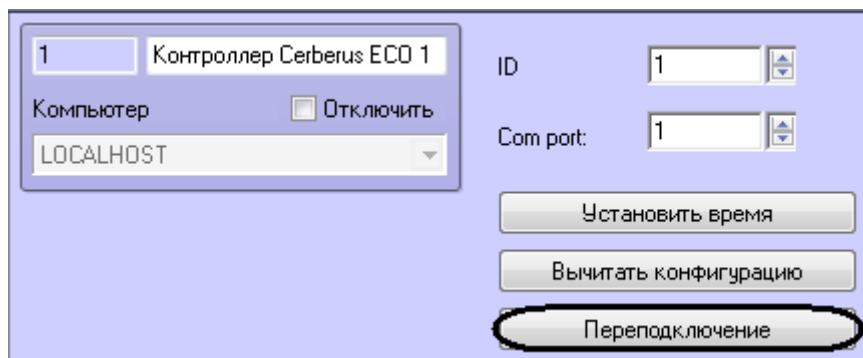 1 Контроллер Cerberus ECO 1
Компьютер Отключить
LOCALHOST
ID 1
Com port: 1
Установить время
Вычитать конфигурацию
Переподключение